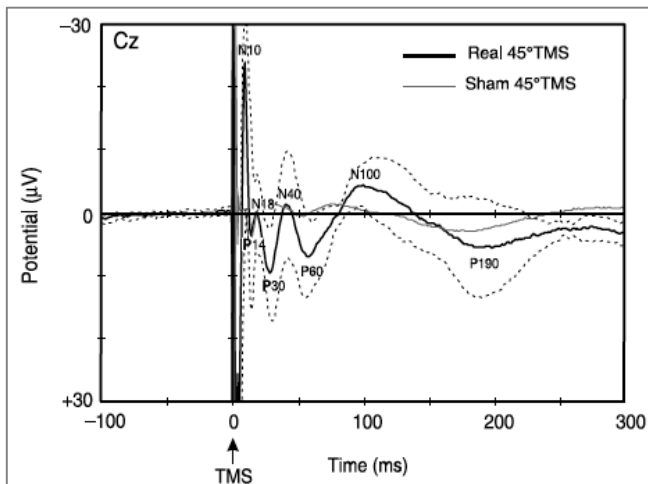 −30
Cz
N10
Real 45°TMS
Sham 45°TMS
Potential (μV)
N18
N40
N100
0
P14
P30
P60
P190
+30
−100
0
100
200
300
TMS
Time (ms)